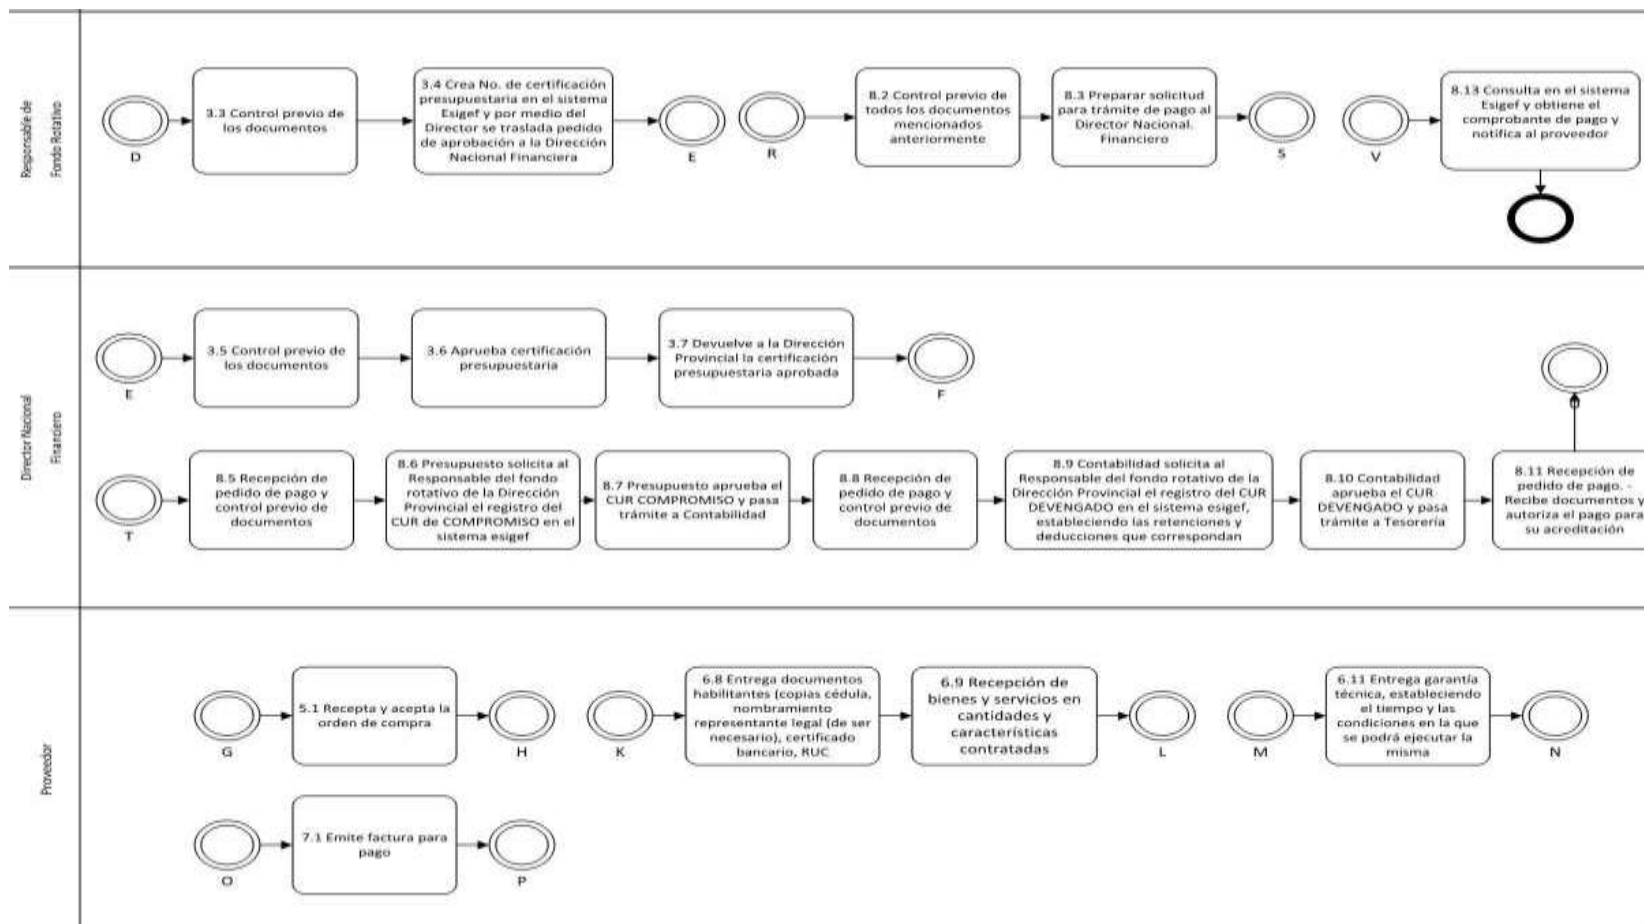 Responsable de
Fondo Rotativo
D
3.3 Control previo de
los documentos
3.4 Crea No. de certificación
presupuestaria en el sistema
Esigef y por medio del
Director se traslada pedido
de aprobación a la Dirección
Nacional Financiera
E
R
8.2 Control previo de
todos los documentos
mencionados
anteriormente
8.3 Preparar solicitud
para trámite de pago al
Director Nacional.
Financiero
S
V
8.13 Consulta en el sistema
Esigef y obtiene el
comprobante de pago y
notifica al proveedor
Director Nacional
Financiero
E
3.5 Control previo de
los documentos
3.6 Aprueba certificación
presupuestaria
3.7 Devuelve a la Dirección
Provincial la certificación
presupuestaria aprobada
F
T
8.5 Recepción de
pedido de pago y
control previo de
documentos
8.6 Presupuesto solicita al
Responsable del fondo
rotativo de la Dirección
Provincial el registro del
CUR de COMPROMISO en el
sistema esigef
8.7 Presupuesto aprueba el
CUR COMPROMISO y pasa
trámite a Contabilidad
8.8 Recepción de
pedido de pago y
control previo de
documentos
8.9 Contabilidad solicita al
Responsable del fondo rotativo de la
Dirección Provincial el registro del CUR
DEVENGADO en el sistema esigef,
estableciendo las retenciones y
deducciones que correspondan
8.10 Contabilidad
aprueba el CUR
DEVENGADO y pasa
trámite a Tesorería
8.11 Recepción de
pedido de pago. -
Recibe documentos y
autoriza el pago para
su acreditación
Proveedor
G
5.1 Recepta y acepta la
orden de compra
H
K
6.8 Entrega documentos
habilitantes (copias cédula,
nombramiento
representante legal (de ser
necesario), certificado
bancario, RUC
6.9 Recepción de
bienes y servicios en
cantidades y
características
contratadas
L
M
6.11 Entrega garantía
técnica, estableciendo
el tiempo y las
condiciones en la que
se podrá ejecutar la
misma
N
O
7.1 Emite factura para
pago
P